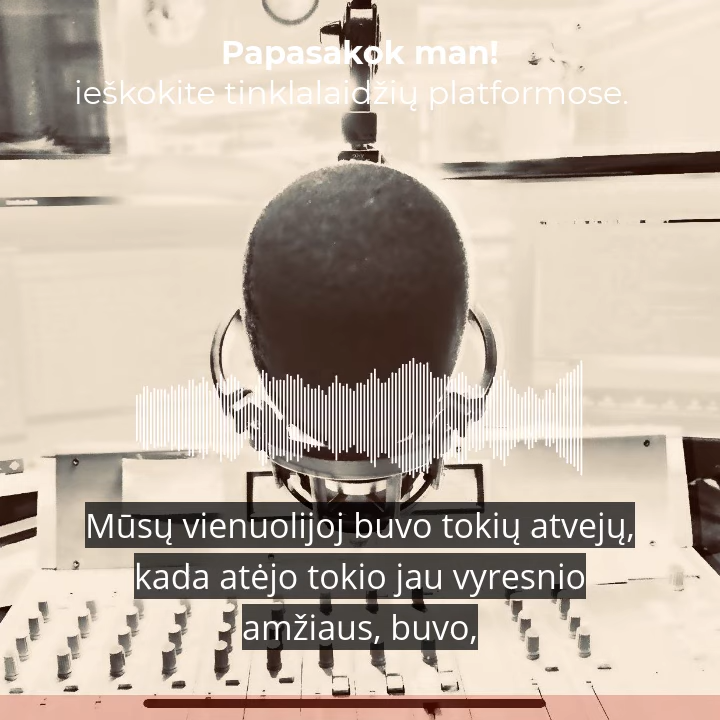 Papasakok man!
ieškokite tinklalaidžių platformose.
Mūsų vienuolijoj buvo tokių atvejų,
kada atėjo tokio jau vyresnio
amžiaus, buvo,